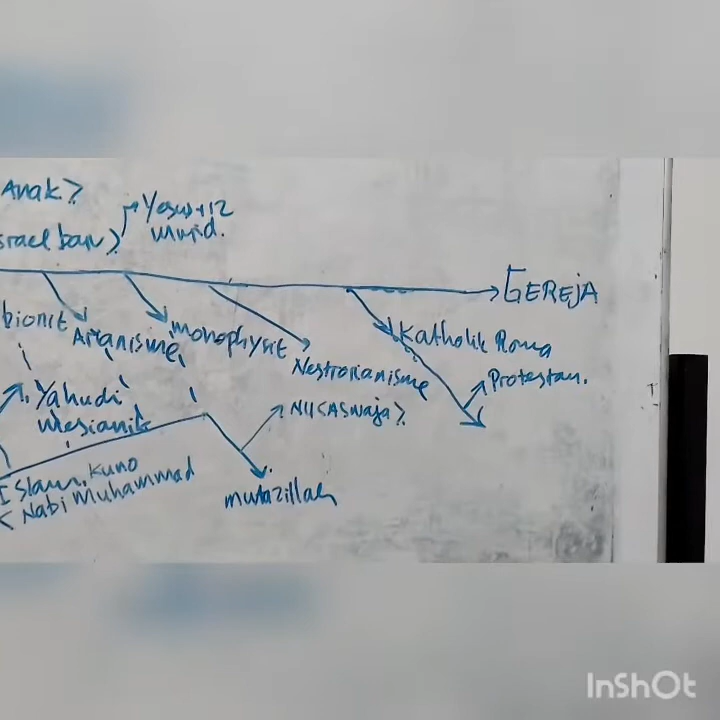 Anak>
srael baru>
Yesus+12
murid.
GEREJA
bionit
Arianisme
monophysit
Nestorianisme
Katholik Roma
Protestan.
Yahudi
mesianik
NU<Aswaja>
mutazillah
Islam kuno
< Nabi Muhammad
InShOt